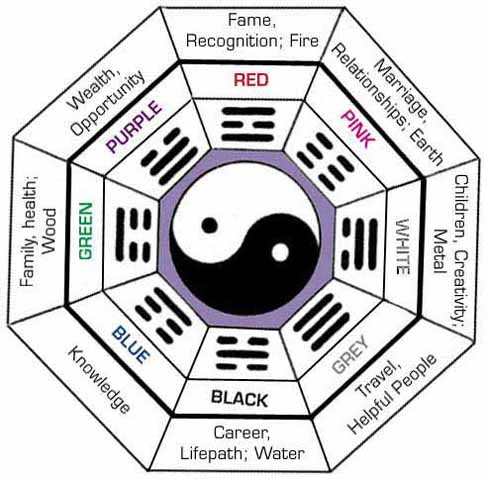 Fame,
Recognition; Fire
RED
Marriage,
Relationships; Earth
PINK
Children, Creativity;
Metal
WHITE
Travel,
Helpful People
GREY
Career,
Lifepath; Water
BLACK
Knowledge
BLUE
Family, health;
Wood
GREEN
Wealth,
Opportunity
PURPLE